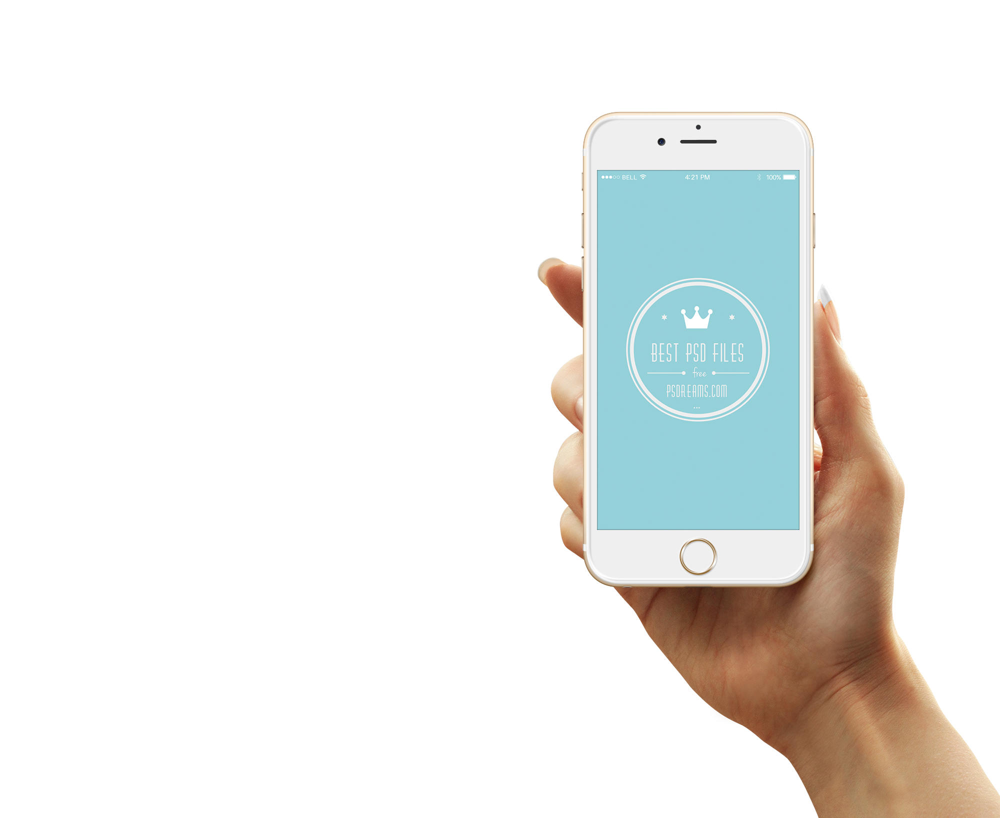 BELL 4:21 PM 100%
BEST PSD FILES
free
PSDREAMS.COM